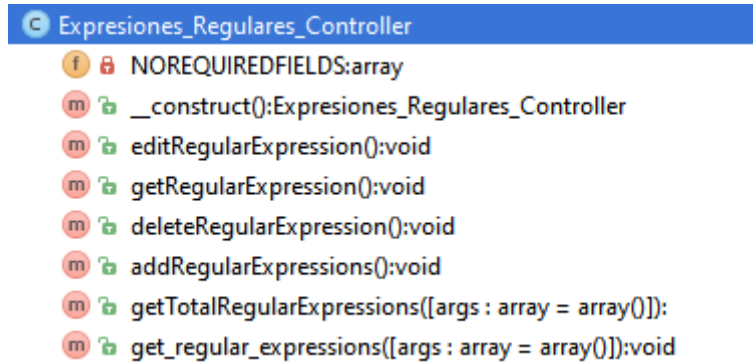 C Expresiones_Regulares_Controller
f NOREQUIREDFIELDS:array
m __construct():Expresiones_Regulares_Controller
m editRegularExpression():void
m getRegularExpression():void
m deleteRegularExpression():void
m addRegularExpressions():void
m getTotalRegularExpressions([args : array = array()]):
m get_regular_expressions([args : array = array()]):void